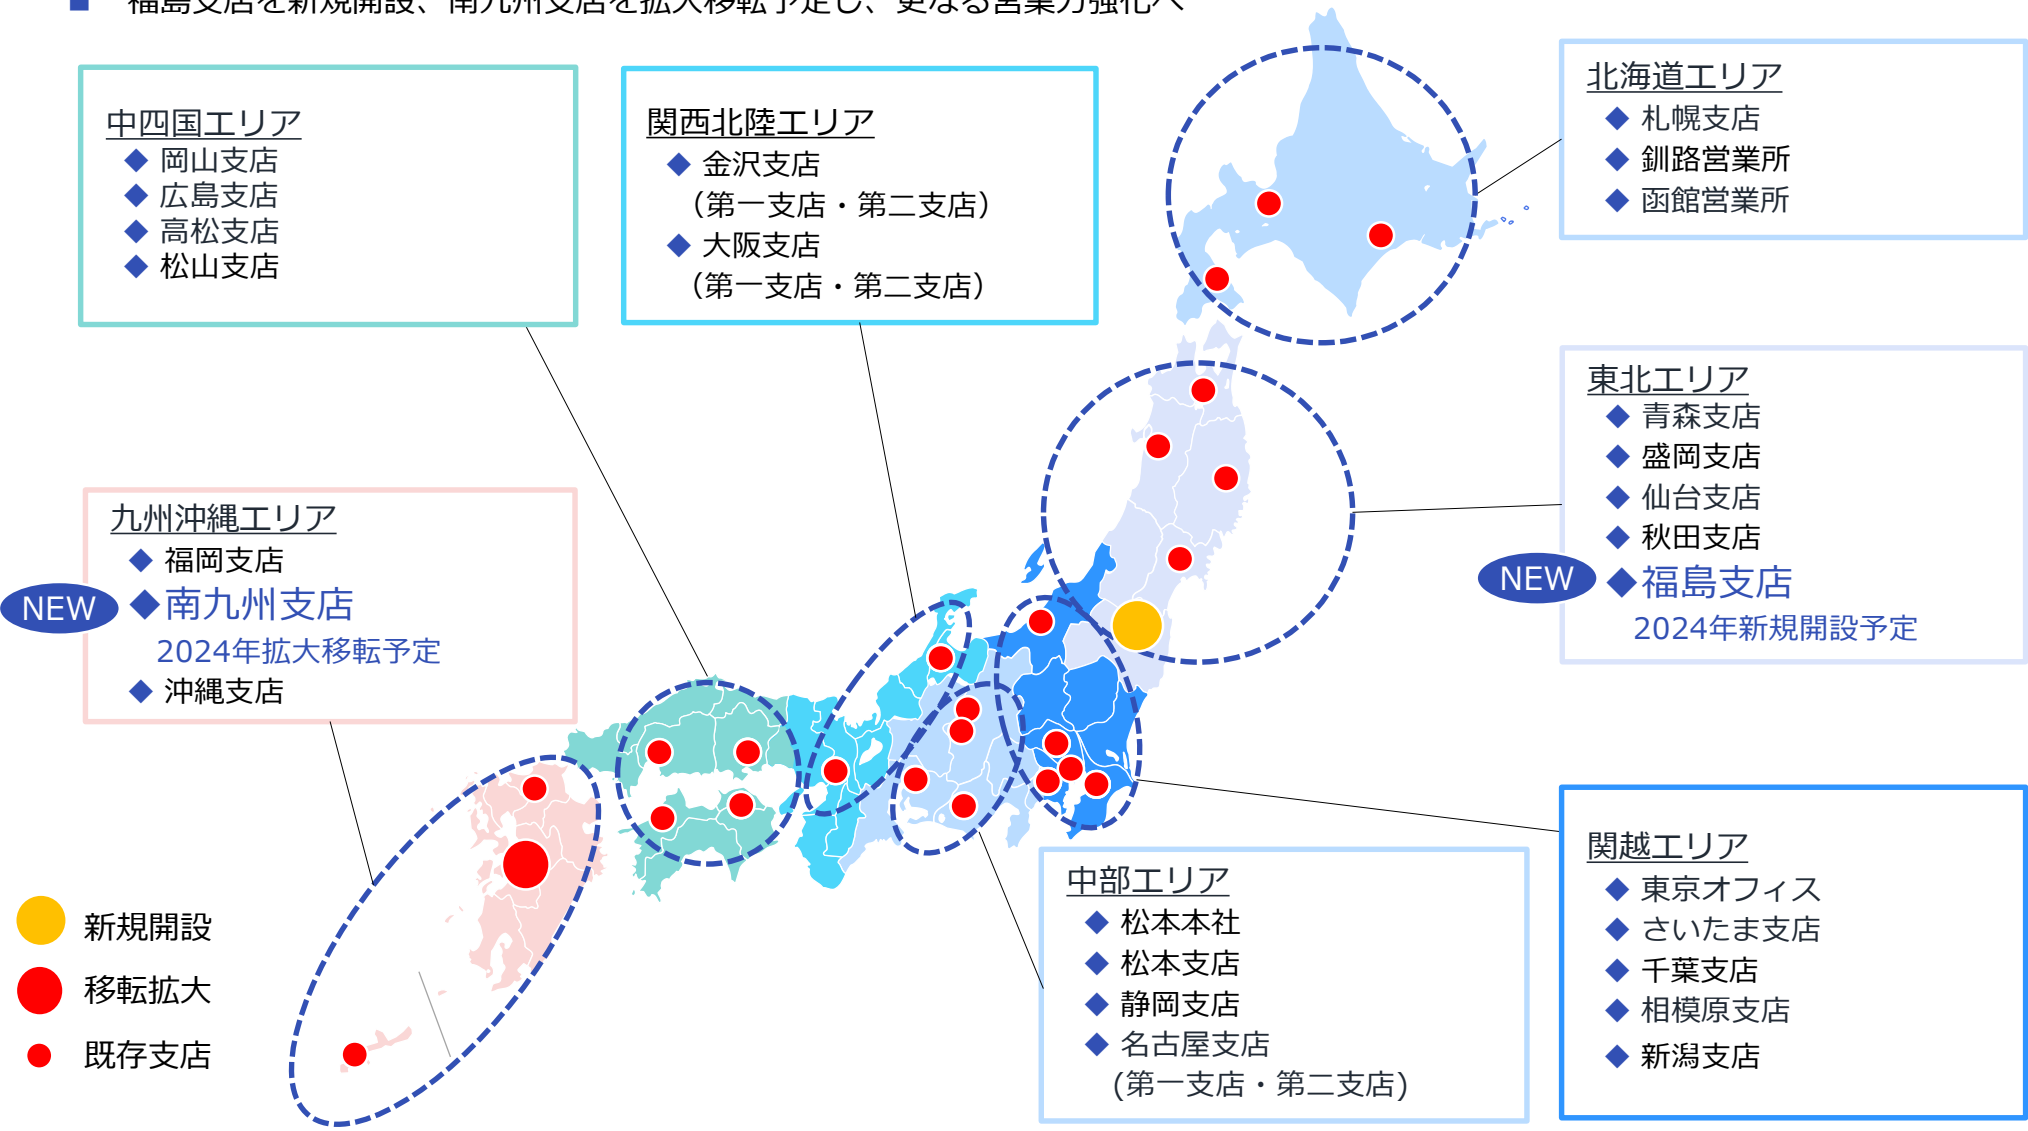 福島支店を新規開設、南九州支店を拡大移転予定し、更なる営業力強化へ
中四国エリア
◆ 岡山支店
◆ 広島支店
◆ 高松支店
◆ 松山支店
関西北陸エリア
◆ 金沢支店
（第一支店・第二支店）
◆ 大阪支店
（第一支店・第二支店）
北海道エリア
◆ 札幌支店
◆ 釧路営業所
◆ 函館営業所
東北エリア
◆ 青森支店
◆ 盛岡支店
◆ 仙台支店
◆ 秋田支店
NEW
◆福島支店
2024年新規開設予定
九州沖縄エリア
◆ 福岡支店
NEW
◆南九州支店
2024年拡大移転予定
◆ 沖縄支店
関越エリア
◆ 東京オフィス
◆ さいたま支店
◆ 千葉支店
◆ 相模原支店
◆ 新潟支店
中部エリア
◆ 松本本社
◆ 松本支店
◆ 静岡支店
◆ 名古屋支店
(第一支店・第二支店)
新規開設
移転拡大
既存支店